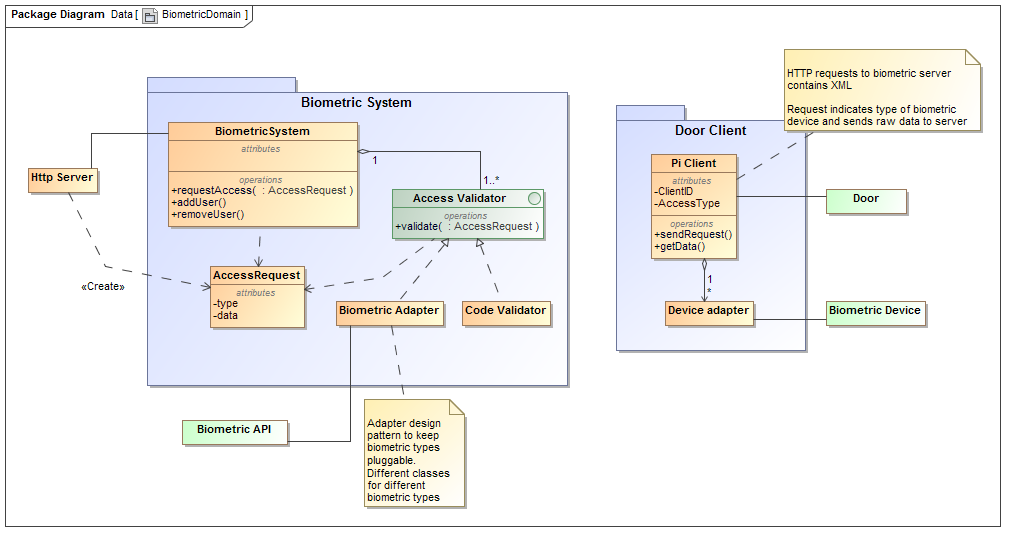 Package Diagram Data [ BiometricDomain ]
HTTP requests to biometric server
contains XML
Request indicates type of biometric
device and sends raw data to server
Biometric System
BiometricSystem
attributes
operations
+requestAccess( : AccessRequest )
+addUser()
+removeUser()
1
1..*
Http Server
Access Validator
operations
+validate( : AccessRequest )
«Create»
AccessRequest
attributes
-type
-data
Biometric Adapter
Code Validator
Biometric API
Adapter design
pattern to keep
biometric types
pluggable.
Different classes
for different
biometric types
Door Client
Pi Client
attributes
-ClientID
-AccessType
operations
+sendRequest()
+getData()
1
*
Device adapter
Door
Biometric Device